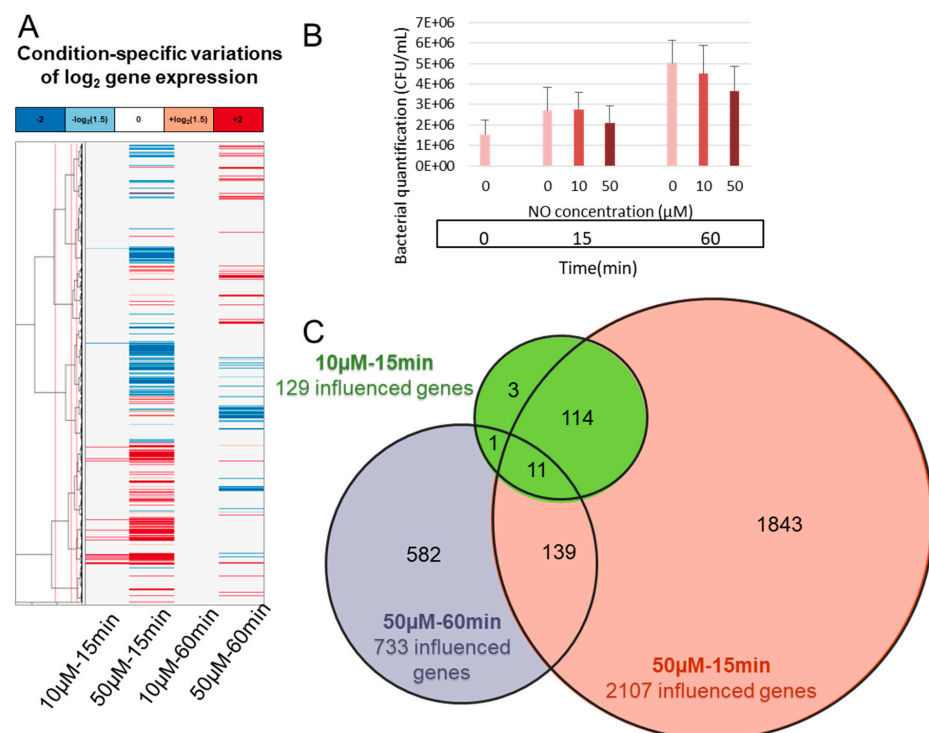 A
Condition-specific variations
of log₂ gene expression
-2 -log₂(1.5) 0 +log₂(1.5) +2
10µM-15min 50µM-15min 10µM-60min 50µM-60min
B
Bacterial quantification (CFU/mL)
7E+06
6E+06
5E+06
4E+06
3E+06
2E+06
1E+06
0E+00
0 0 10 50 0 10 50
NO concentration (µM)
0 15 60
Time(min)
C
10µM-15min
129 influenced genes
3
114
1
11
1843
582
139
50µM-60min
733 influenced
genes
50µM-15min
2107 influenced genes